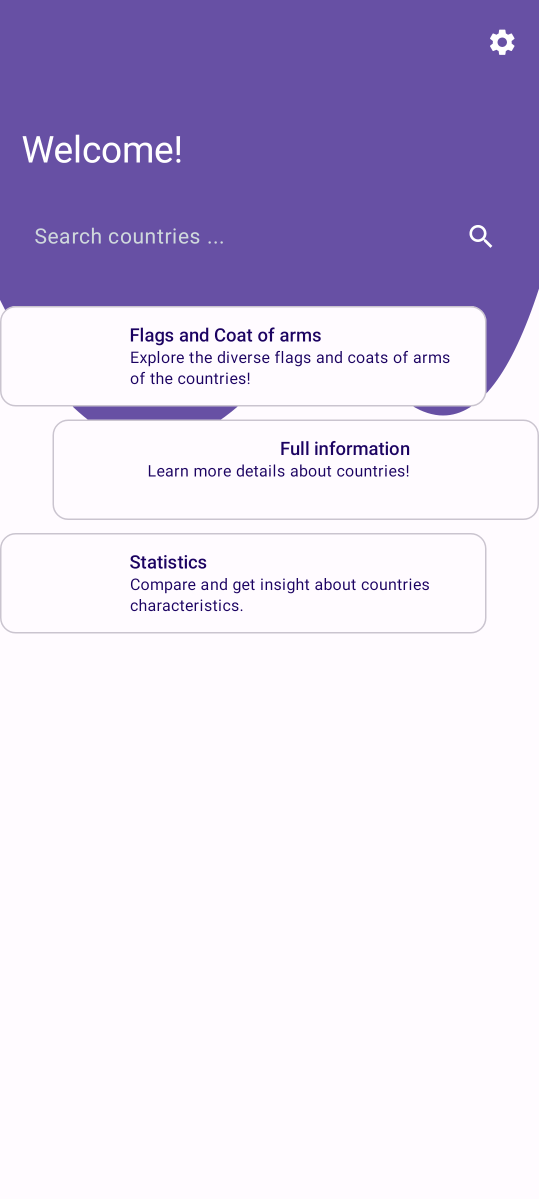 Welcome!
Search countries ...
Flags and Coat of arms
Explore the diverse flags and coats of arms
of the countries!
Full information
Learn more details about countries!
Statistics
Compare and get insight about countries
characteristics.